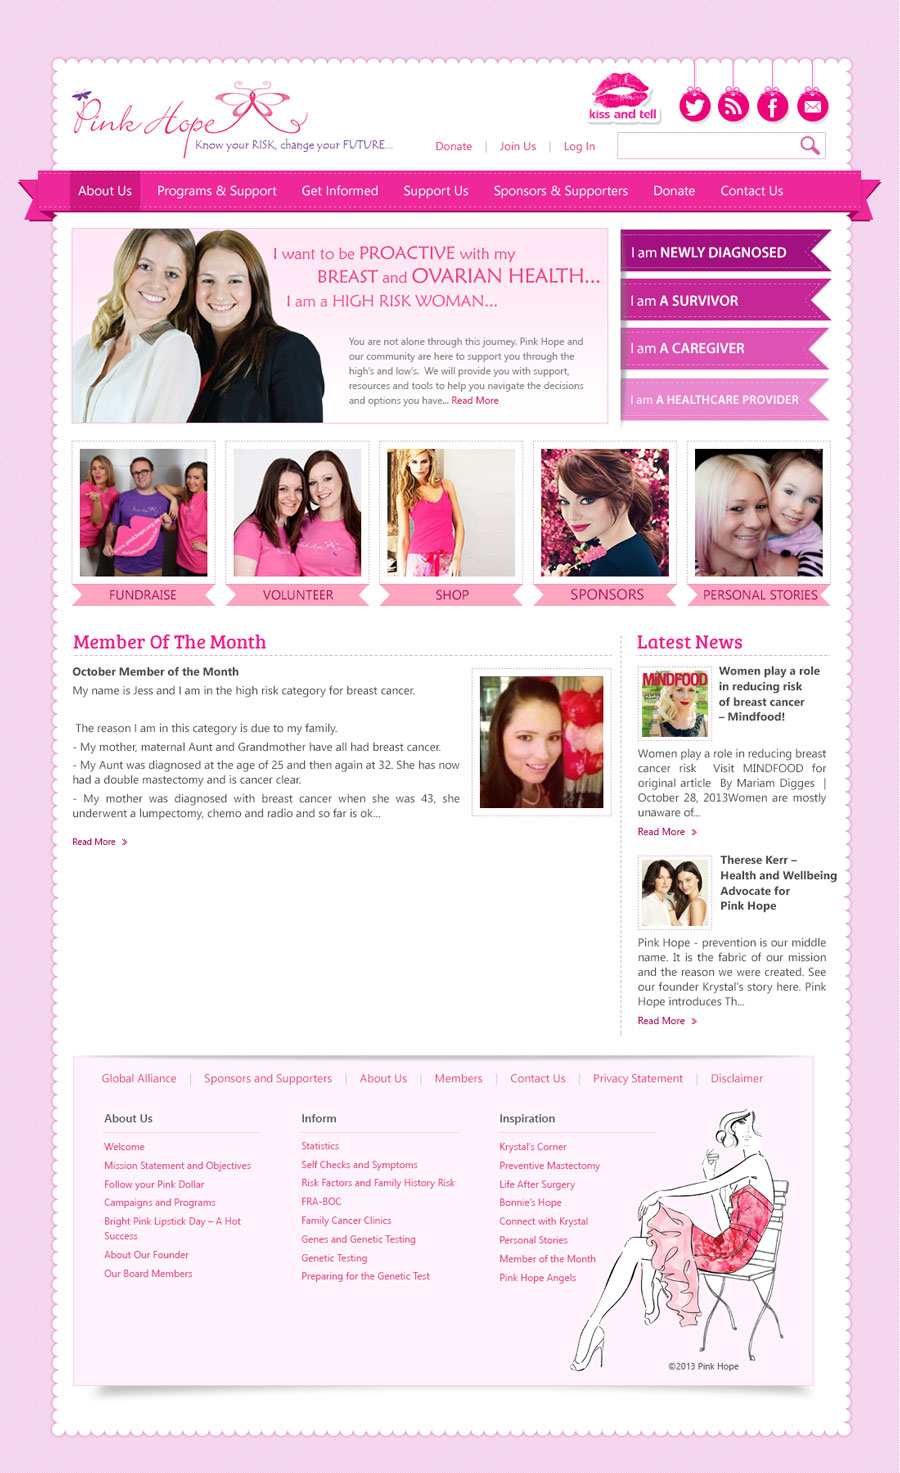 Pink Hope
Know your RISK, change your FUTURE...
kiss and tell
Donate | Join Us | Log In
About Us Programs & Support Get Informed Support Us Sponsors & Supporters Donate Contact Us
I want to be PROACTIVE with my
BREAST and OVARIAN HEALTH...
I am a HIGH RISK WOMAN...
You are not alone through this journey. Pink Hope and
our community are here to support you through the
high's and low's. We will provide you with support,
resources and tools to help you navigate the decisions
and options you have... Read More
I am NEWLY DIAGNOSED
I am A SURVIVOR
I am A CAREGIVER
I am A HEALTHCARE PROVIDER
FUNDRAISE
VOLUNTEER
SHOP
SPONSORS
PERSONAL STORIES
Member Of The Month
October Member of the Month
My name is Jess and I am in the high risk category for breast cancer.
The reason I am in this category is due to my family.
- My mother, maternal Aunt and Grandmother have all had breast cancer.
- My Aunt was diagnosed at the age of 25 and then again at 32. She has now
had a double mastectomy and is cancer clear.
- My mother was diagnosed with breast cancer when she was 43, she
underwent a lumpectomy, chemo and radio and so far is ok...
Read More »
Latest News
MiNDFOOD
Women play a role
in reducing risk
of breast cancer
– Mindfood!
Women play a role in reducing breast
cancer risk Visit MINDFOOD for
original article By Mariam Digges |
October 28, 2013Women are mostly
unaware of...
Read More »
Therese Kerr –
Health and Wellbeing
Advocate for
Pink Hope
Pink Hope - prevention is our middle
name. It is the fabric of our mission
and the reason we were created. See
our founder Krystal's story here. Pink
Hope introduces Th...
Read More »
Global Alliance | Sponsors and Supporters | About Us | Members | Contact Us | Privacy Statement | Disclaimer
About Us
Welcome
Mission Statement and Objectives
Follow your Pink Dollar
Campaigns and Programs
Bright Pink Lipstick Day – A Hot
Success
About Our Founder
Our Board Members
Inform
Statistics
Self Checks and Symptoms
Risk Factors and Family History Risk
FRA-BOC
Family Cancer Clinics
Genes and Genetic Testing
Genetic Testing
Preparing for the Genetic Test
Inspiration
Krystal's Corner
Preventive Mastectomy
Life After Surgery
Bonnie's Hope
Connect with Krystal
Personal Stories
Member of the Month
Pink Hope Angels
©2013 Pink Hope